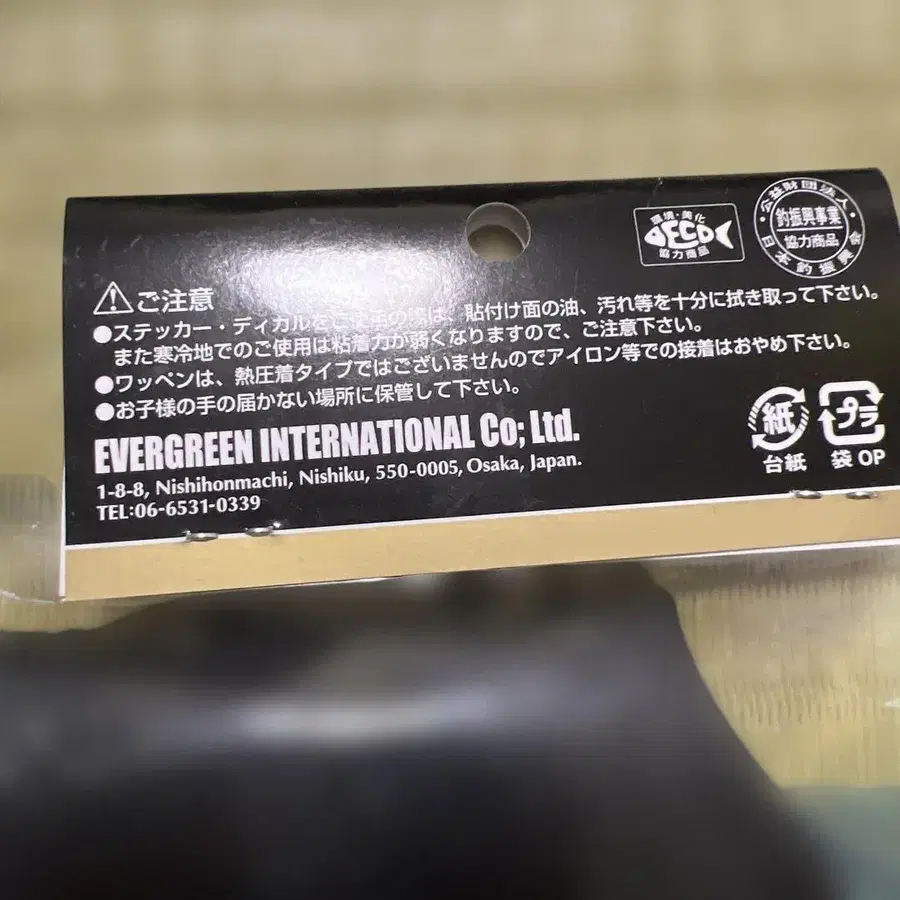 環境・美化
ECO
協力商品
公益財団法人
釣振興事業
協力商品
日本釣振興会
ご注意
●ステッカー・ディカルをご使用の際は、貼付け面の油、汚れ等を十分に拭き取って下さい。
また寒冷地でのご使用は粘着力が弱くなりますので、ご注意下さい。
●ワッペンは、熱圧着タイプではございませんのでアイロン等での接着はおやめ下さい。
●お子様の手の届かない場所に保管して下さい。
EVERGREEN INTERNATIONAL Co; Ltd.
1-8-8, Nishihonmachi, Nishiku, 550-0005, Osaka, Japan.
TEL:06-6531-0339
紙
台紙
プラ
袋 OP